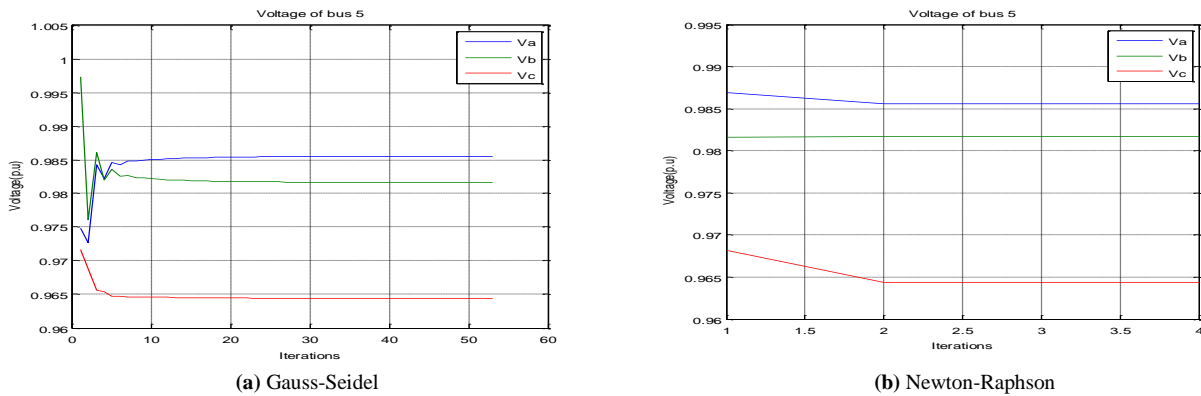 Voltage of bus 5
1.005
1
0.995
0.99
0.985
0.98
0.975
0.97
0.965
0.96
Voltage(p.u)
0
10
20
30
40
50
60
Iterations
Va
Vb
Vc
(a) Gauss-Seidel
Voltage of bus 5
0.995
0.99
0.985
0.98
0.975
0.97
0.965
0.96
Voltage(p.u)
1
1.5
2
2.5
3
3.5
4
Iterations
Va
Vb
Vc
(b) Newton-Raphson